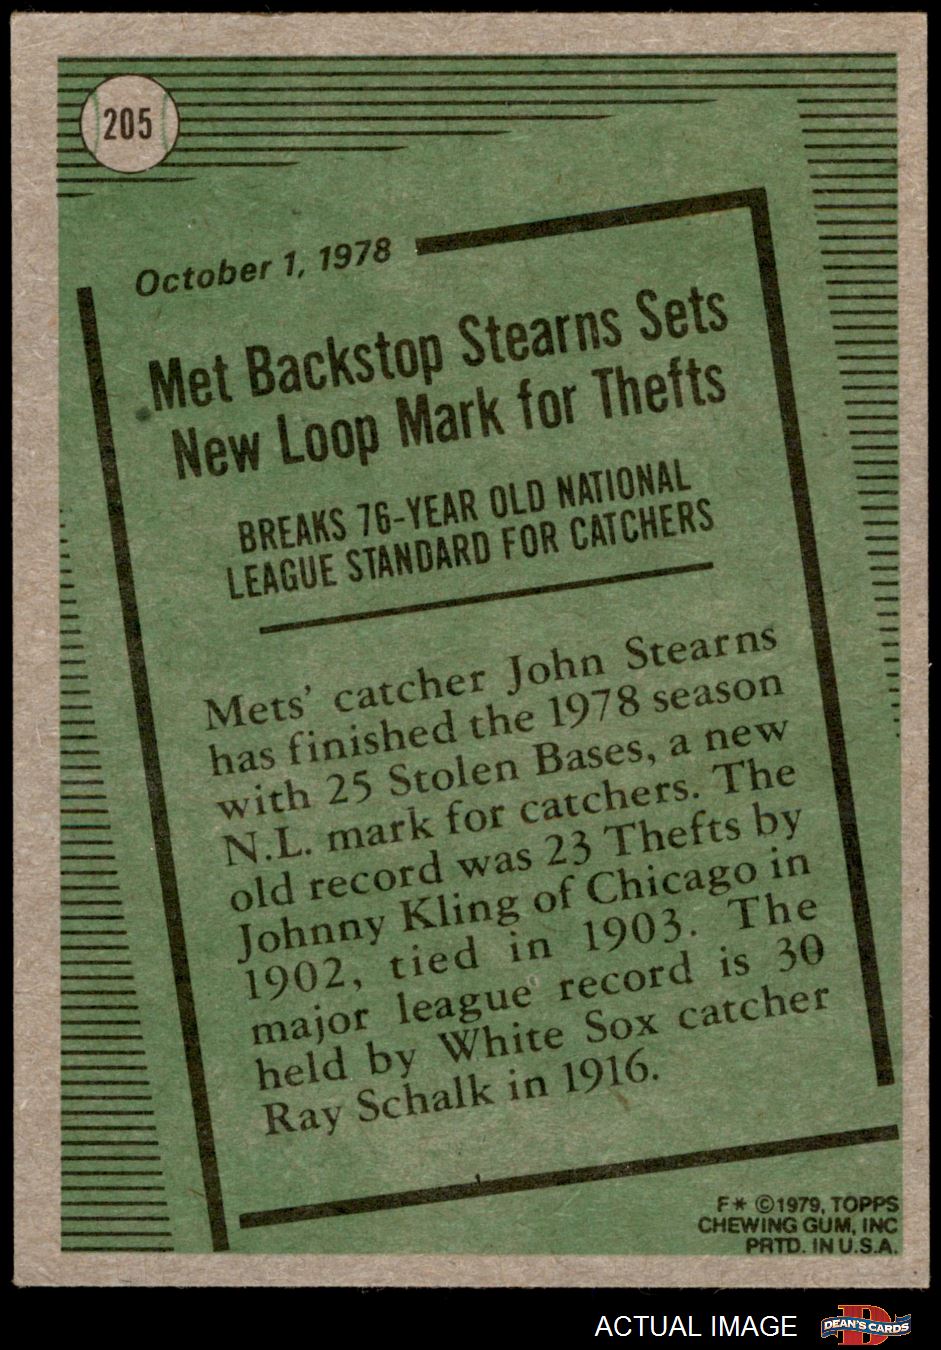 205
October 1, 1978
Met Backstop Stearns Sets
New Loop Mark for Thefts
BREAKS 76-YEAR OLD NATIONAL
LEAGUE STANDARD FOR CATCHERS
Mets' catcher John Stearns
has finished the 1978 season
with 25 Stolen Bases, a new
N.L. mark for catchers. The
old record was 23 Thefts by
Johnny Kling of Chicago in
1902, tied in 1903. The
major league record is 30
held by White Sox catcher
Ray Schalk in 1916.
F* ©1979, TOPPS
CHEWING GUM, INC
PRTD. IN U.S.A.
ACTUAL IMAGE
D
DEAN'S CARDS